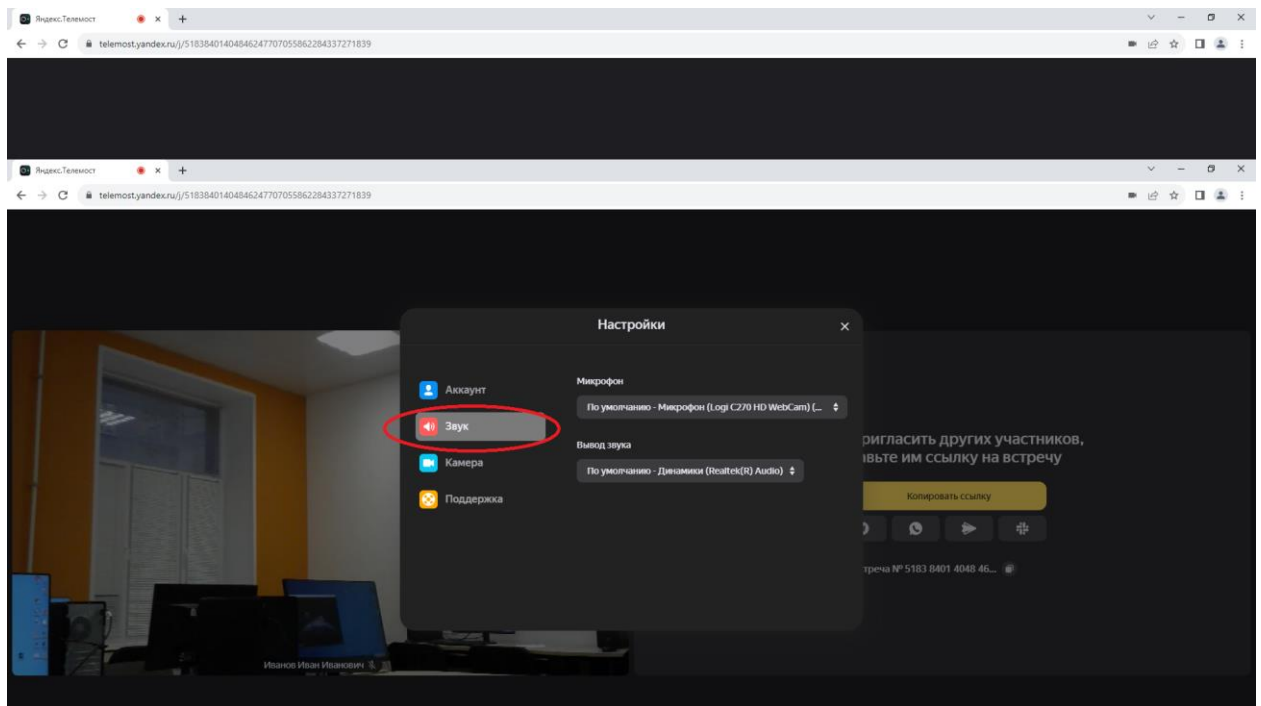 Яндекс.Телемост
telemost.yandex.ru/j/51838401404846247707055862284337271839
Яндекс.Телемост
telemost.yandex.ru/j/51838401404846247707055862284337271839
Настройки
Аккаунт
Звук
Камера
Поддержка
Микрофон
По умолчанию - Микрофон (Logi C270 HD WebCam) (...
Вывод звука
По умолчанию - Динамики (Realtek(R) Audio)
ригласить других участников,
авьте им ссылку на встречу
Копировать ссылку
треча № 5183 8401 4048 46...
Иванов Иван Иванович